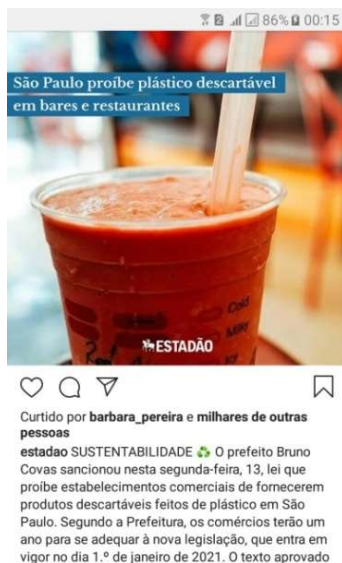 86% 00:15
São Paulo proíbe plástico descartável
em bares e restaurantes
Cold
Milky
ESTADÃO
Curtido por barbara_pereira e milhares de outras
pessoas
estadao SUSTENTABILIDADE ♻ O prefeito Bruno
Covas sancionou nesta segunda-feira, 13, lei que
proíbe estabelecimentos comerciais de fornecerem
produtos descartáveis feitos de plástico em São
Paulo. Segundo a Prefeitura, os comércios terão um
ano para se adequar à nova legislação, que entra em
vigor no dia 1.º de janeiro de 2021. O texto aprovado